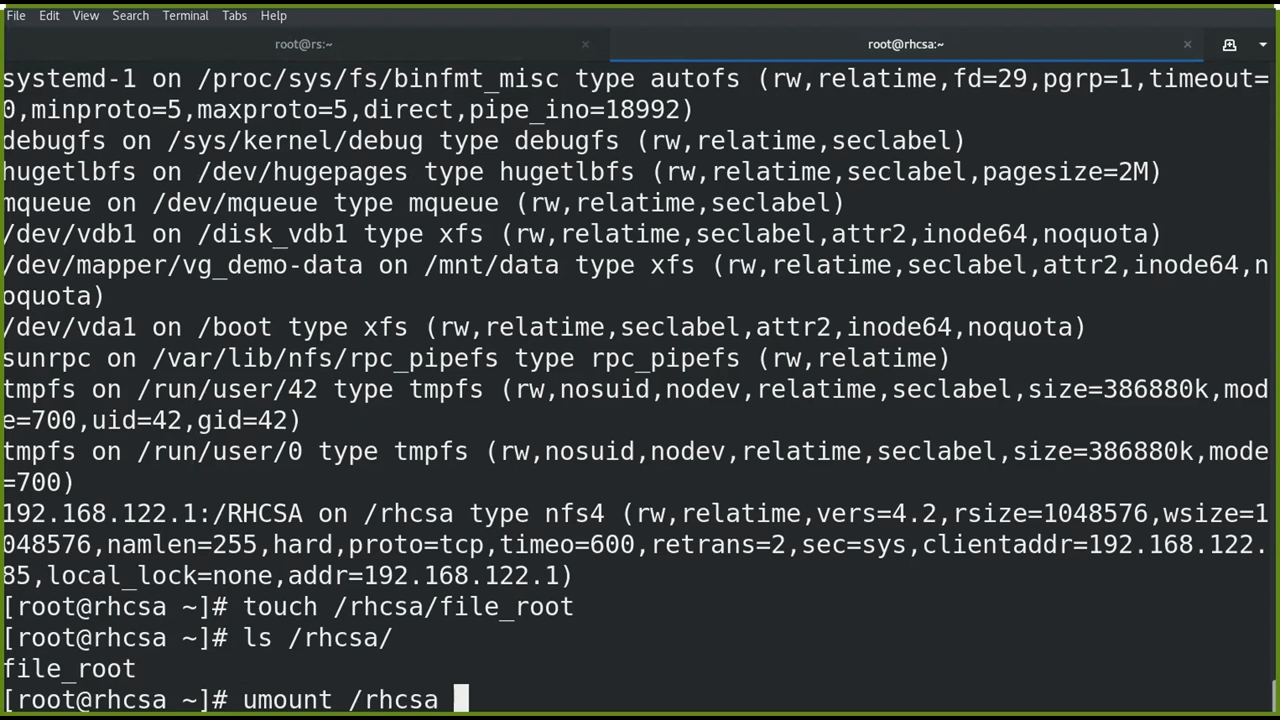 File Edit View Search Terminal Tabs Help
root@rs:~ × root@rhcsa:~ ×
systemd-1 on /proc/sys/fs/binfmt_misc type autofs (rw,relatime,fd=29,pgrp=1,timeout=
0,minproto=5,maxproto=5,direct,pipe_ino=18992)
debugfs on /sys/kernel/debug type debugfs (rw,relatime,seclabel)
hugetlbfs on /dev/hugepages type hugetlbfs (rw,relatime,seclabel,pagesize=2M)
mqueue on /dev/mqueue type mqueue (rw,relatime,seclabel)
/dev/vdb1 on /disk_vdb1 type xfs (rw,relatime,seclabel,attr2,inode64,noquota)
/dev/mapper/vg_demo-data on /mnt/data type xfs (rw,relatime,seclabel,attr2,inode64,n
oquota)
/dev/vda1 on /boot type xfs (rw,relatime,seclabel,attr2,inode64,noquota)
sunrpc on /var/lib/nfs/rpc_pipefs type rpc_pipefs (rw,relatime)
tmpfs on /run/user/42 type tmpfs (rw,nosuid,nodev,relatime,seclabel,size=386880k,mod
e=700,uid=42,gid=42)
tmpfs on /run/user/0 type tmpfs (rw,nosuid,nodev,relatime,seclabel,size=386880k,mode
=700)
192.168.122.1:/RHCSA on /rhcsa type nfs4 (rw,relatime,vers=4.2,rsize=1048576,wsize=1
048576,namlen=255,hard,proto=tcp,timeo=600,retrans=2,sec=sys,clientaddr=192.168.122.
85,local_lock=none,addr=192.168.122.1)
[root@rhcsa ~]# touch /rhcsa/file_root
[root@rhcsa ~]# ls /rhcsa/
file_root
[root@rhcsa ~]# umount /rhcsa